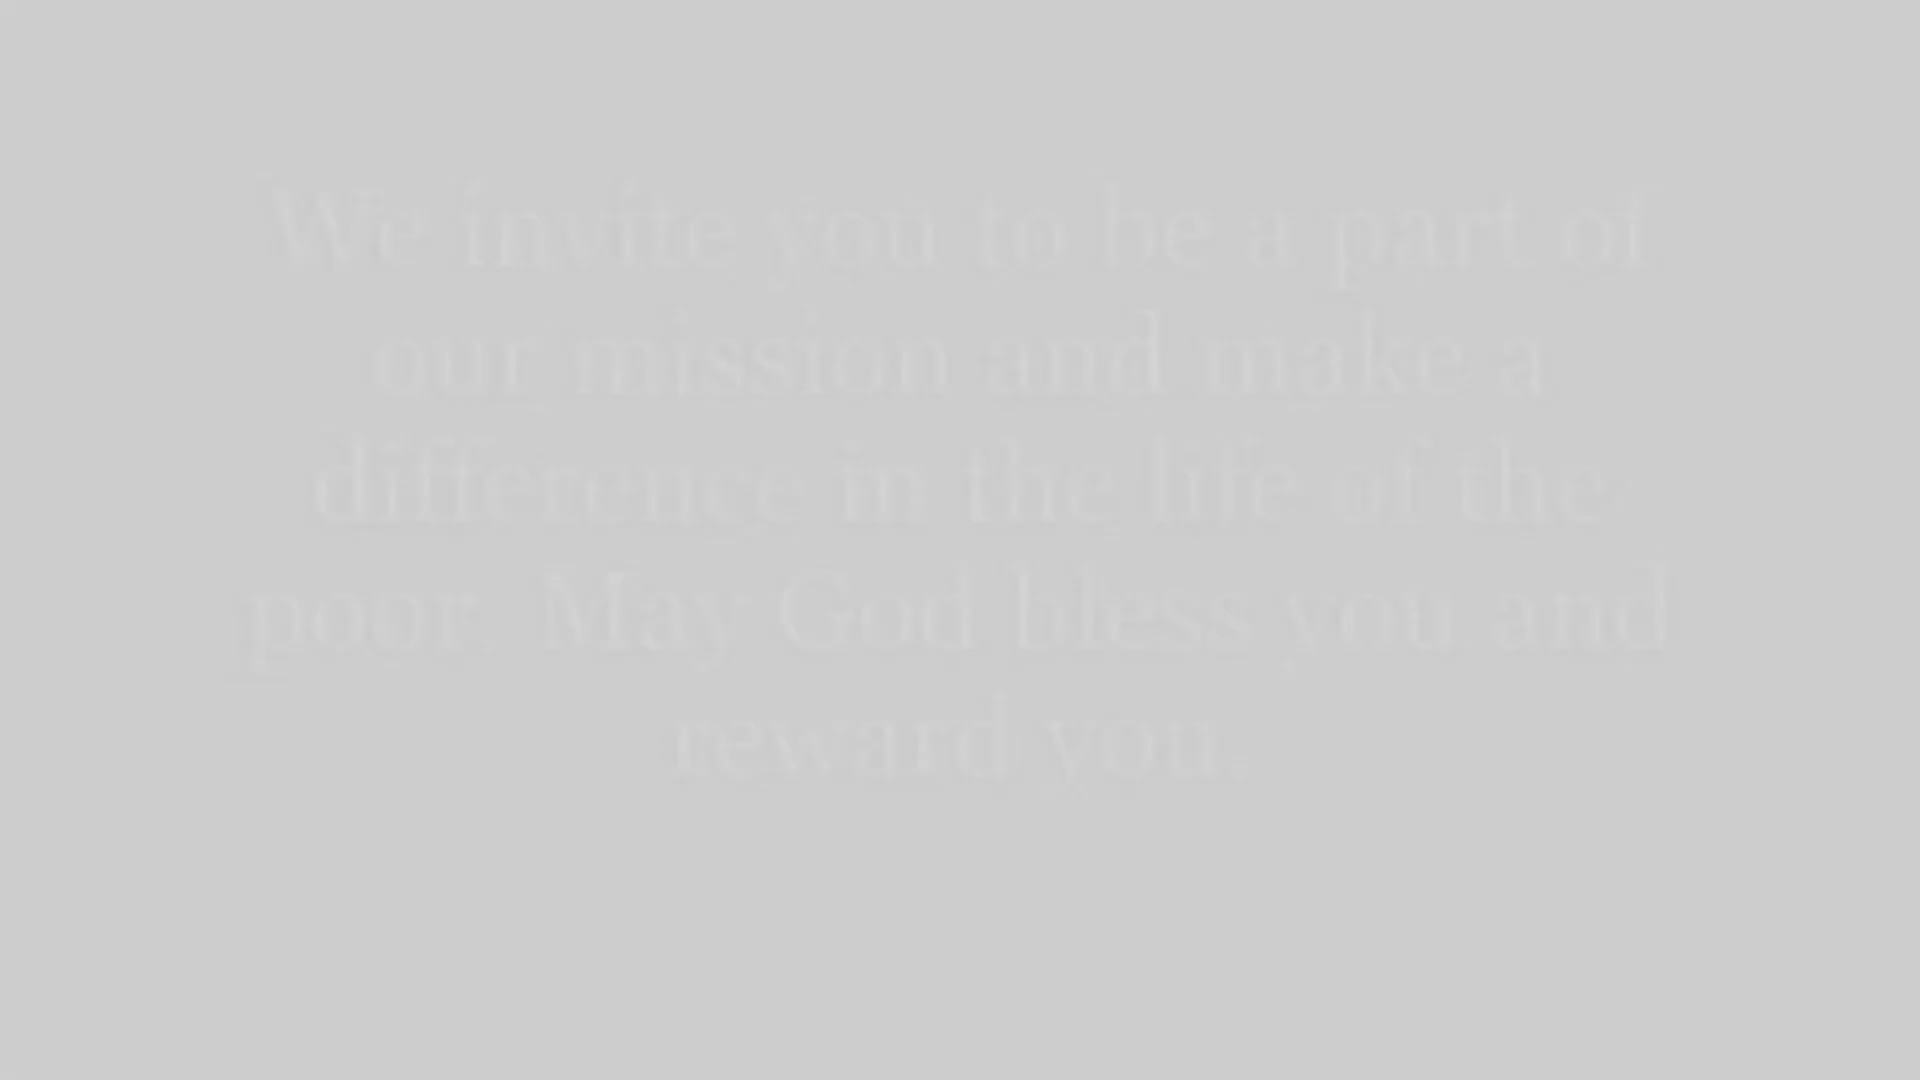 We invite you to be a part of
our mission and make a
difference in the life of the
poor. May God bless you and
reward you.